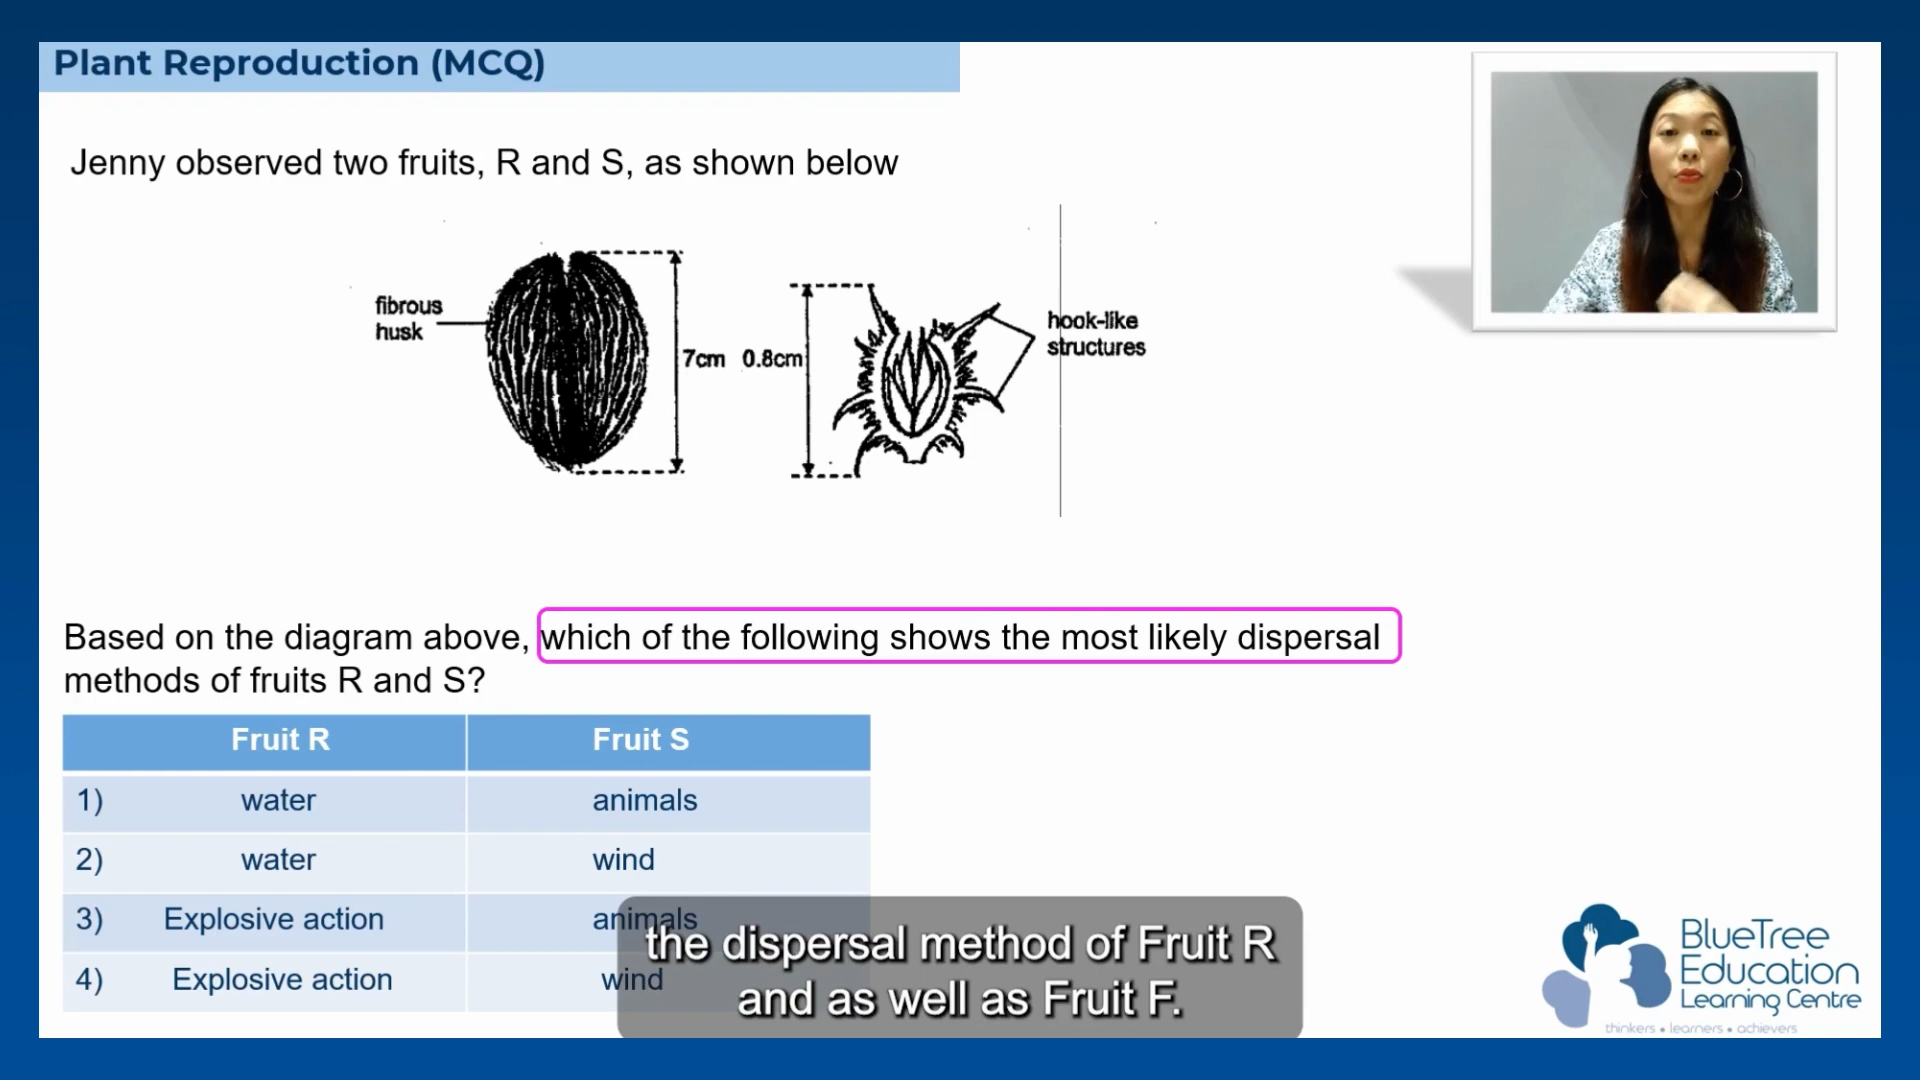 Plant Reproduction (MCQ)
Jenny observed two fruits, R and S, as shown below
fibrous
husk
7cm
0.8cm
hook-like
structures
Based on the diagram above, which of the following shows the most likely dispersal
methods of fruits R and S?
Fruit R Fruit S
1) water animals
2) water wind
3) Explosive action animals
4) Explosive action wind
the dispersal method of Fruit R
and as well as Fruit F.
BlueTree
Education
Learning Centre
thinkers • learners • achievers